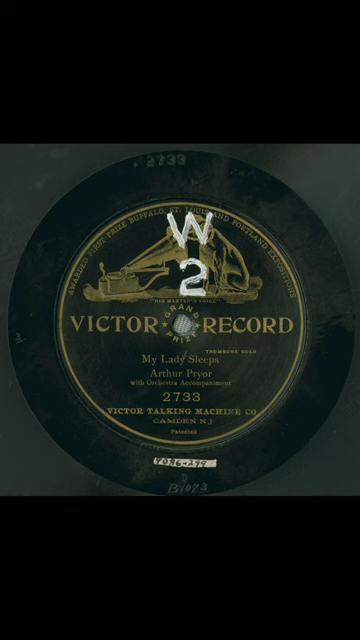 2733
AWARDED FIRST PRIZE BUFFALO, ST. LOUIS AND PORTLAND EXPOSITIONS
W
2
"HIS MASTER'S VOICE"
GRAND
VICTOR RECORD
PRIZE
TROMBONE SOLO
My Lady Sleeps
Arthur Pryor
with Orchestra Accompaniment
2733
VICTOR TALKING MACHINE CO
CAMDEN N J
Patented